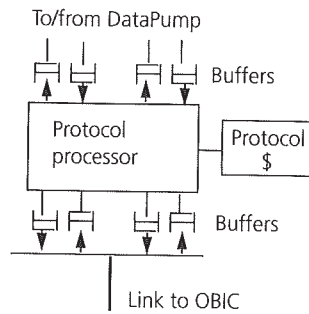 To/from DataPump
Buffers
Protocol
processor
Protocol
$
Buffers
Link to OBIC